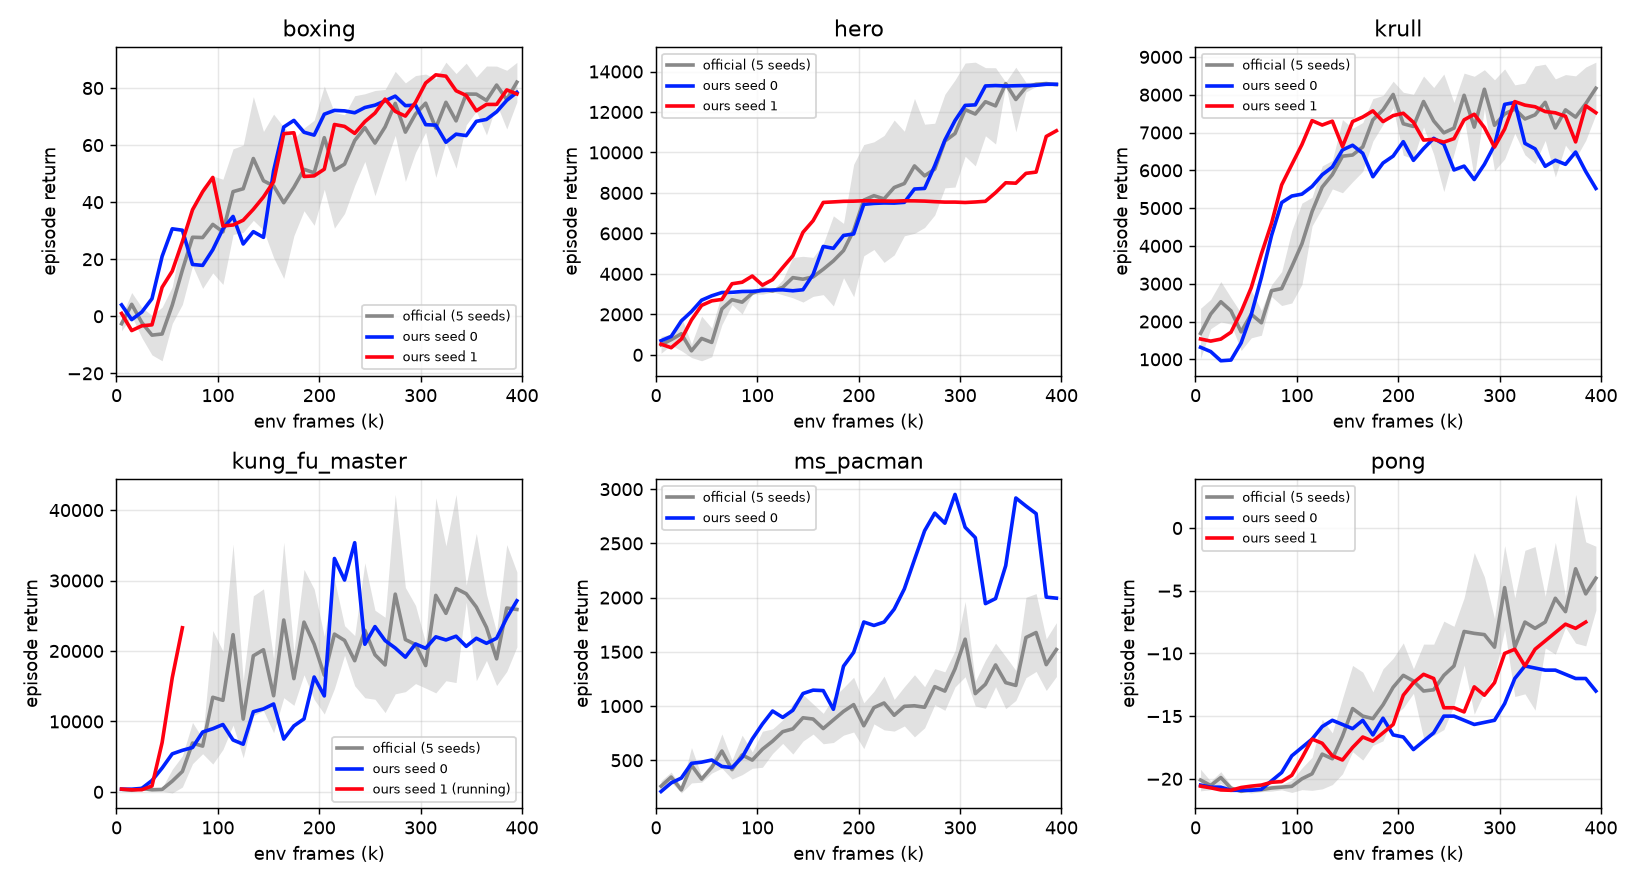 boxing
80
60
40
20
0
−20
0
100
200
300
400
env frames (k)
episode return
official (5 seeds)
ours seed 0
ours seed 1
hero
14000
12000
10000
8000
6000
4000
2000
0
0
100
200
300
400
env frames (k)
episode return
official (5 seeds)
ours seed 0
ours seed 1
krull
9000
8000
7000
6000
5000
4000
3000
2000
1000
0
100
200
300
400
env frames (k)
episode return
official (5 seeds)
ours seed 0
ours seed 1
kung_fu_master
40000
30000
20000
10000
0
0
100
200
300
400
env frames (k)
episode return
official (5 seeds)
ours seed 0
ours seed 1 (running)
ms_pacman
3000
2500
2000
1500
1000
500
0
100
200
300
400
env frames (k)
episode return
official (5 seeds)
ours seed 0
pong
0
−5
−10
−15
−20
0
100
200
300
400
env frames (k)
episode return
official (5 seeds)
ours seed 0
ours seed 1